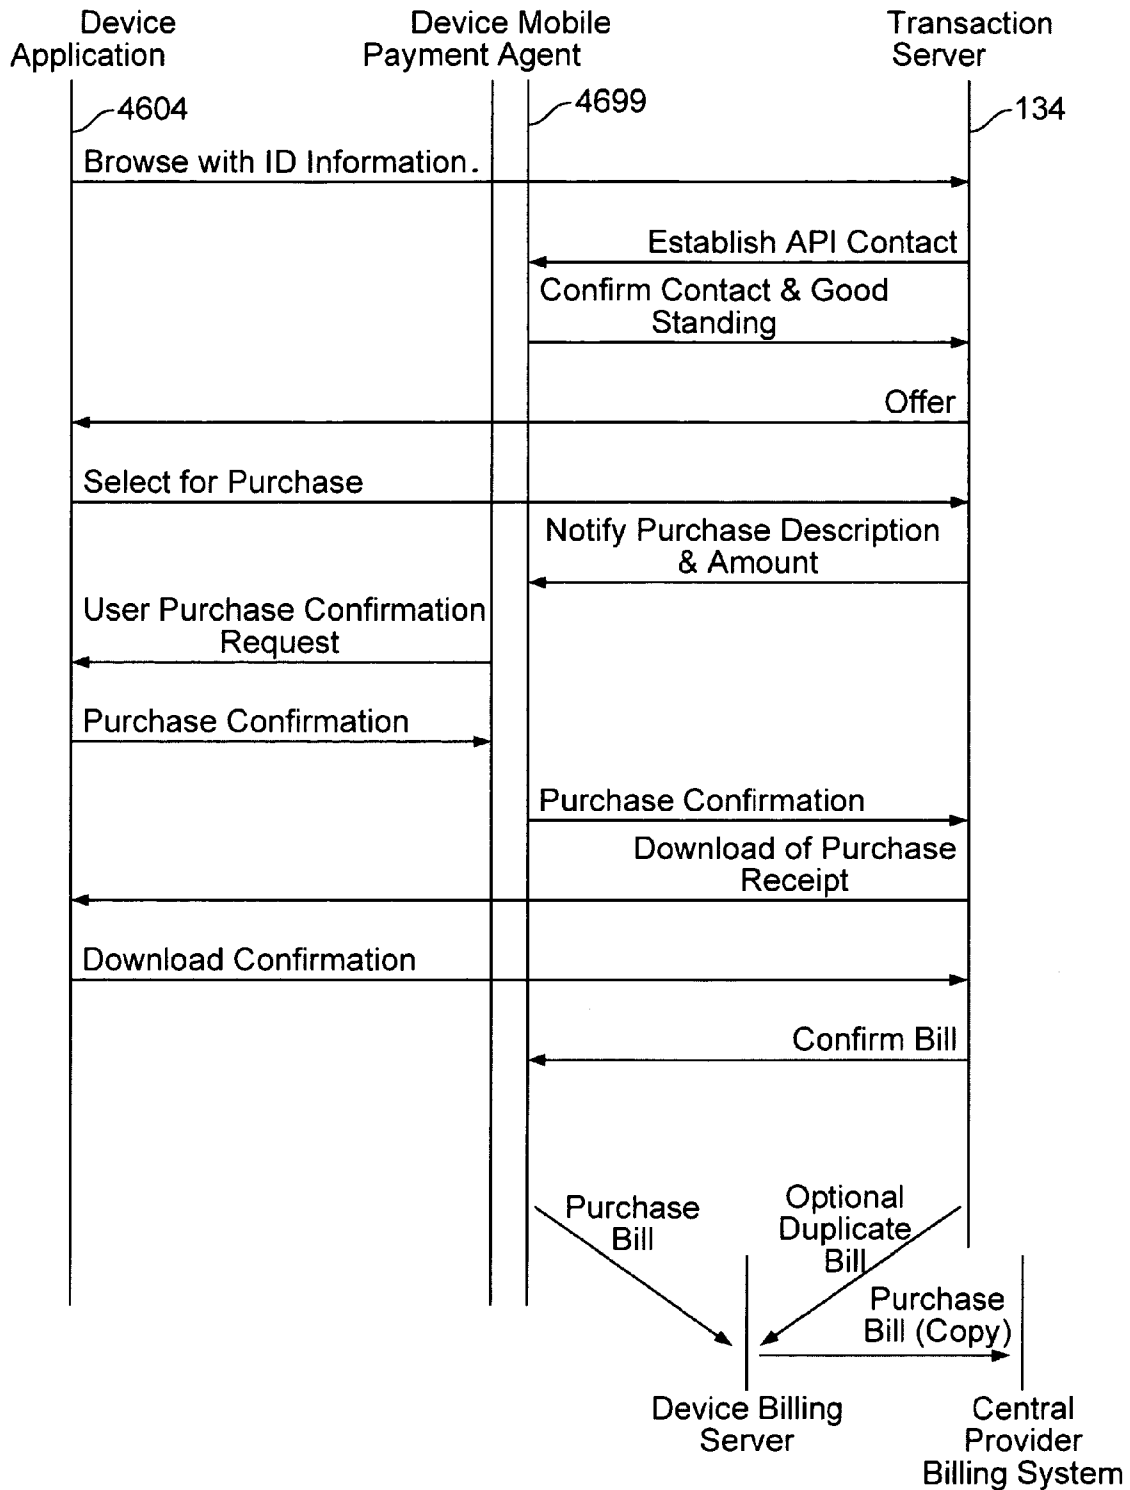 Device
Application
Device Mobile
Payment Agent
Transaction
Server
4604
4699
134
Browse with ID Information.
Establish API Contact
Confirm Contact & Good
Standing
Offer
Select for Purchase
Notify Purchase Description
& Amount
User Purchase Confirmation
Request
Purchase Confirmation
Purchase Confirmation
Download of Purchase
Receipt
Download Confirmation
Confirm Bill
Purchase
Bill
Optional
Duplicate
Bill
Purchase
Bill (Copy)
Device Billing
Server
Central
Provider
Billing System